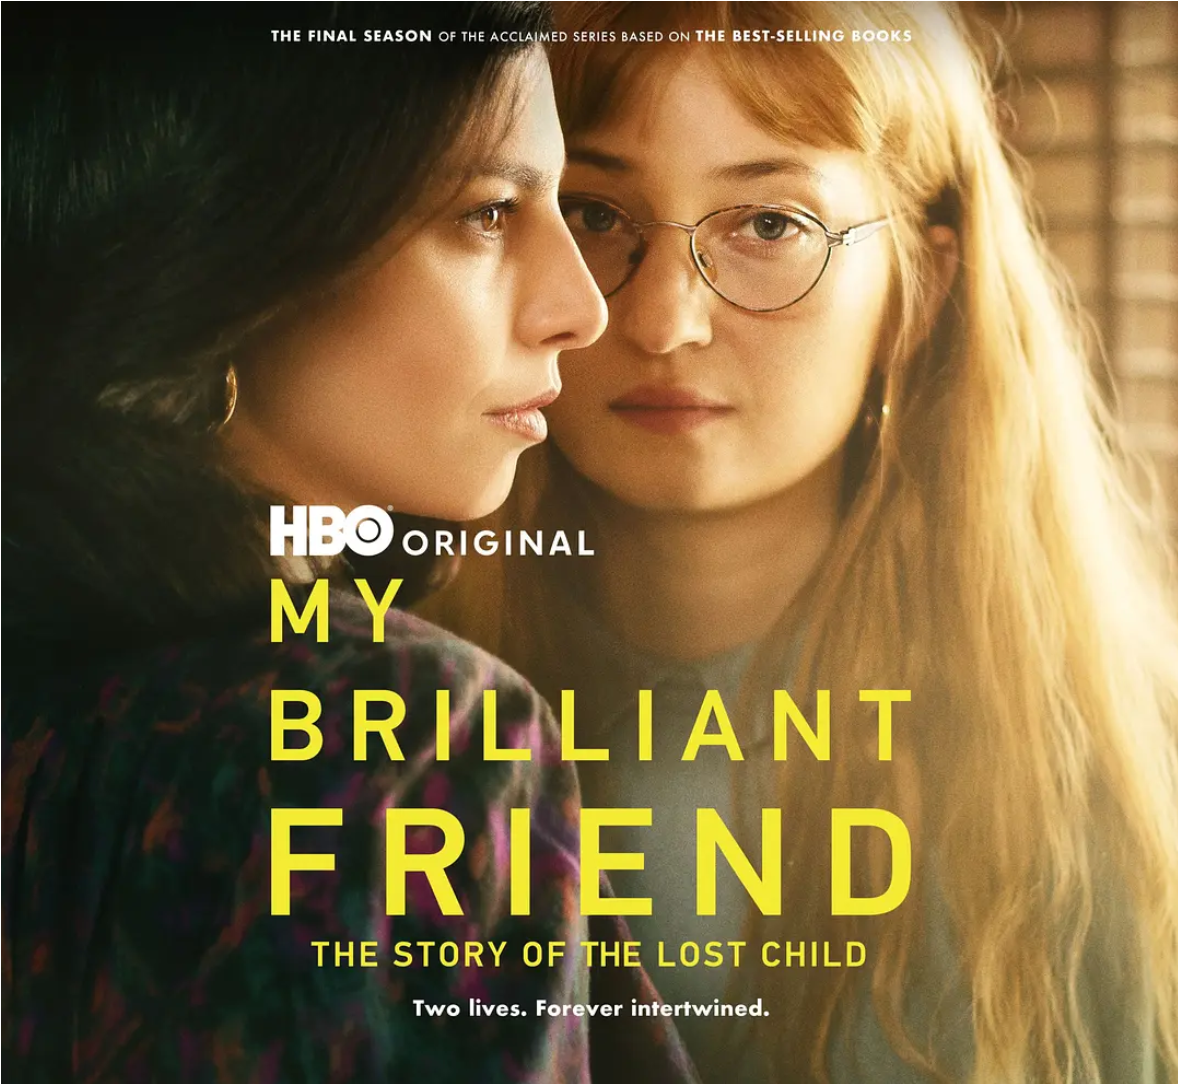 THE FINAL SEASON OF THE ACCLAIMED SERIES BASED ON THE BEST-SELLING BOOKS
HBO® ORIGINAL
MY
BRILLIANT
FRIEND
THE STORY OF THE LOST CHILD
Two lives. Forever intertwined.